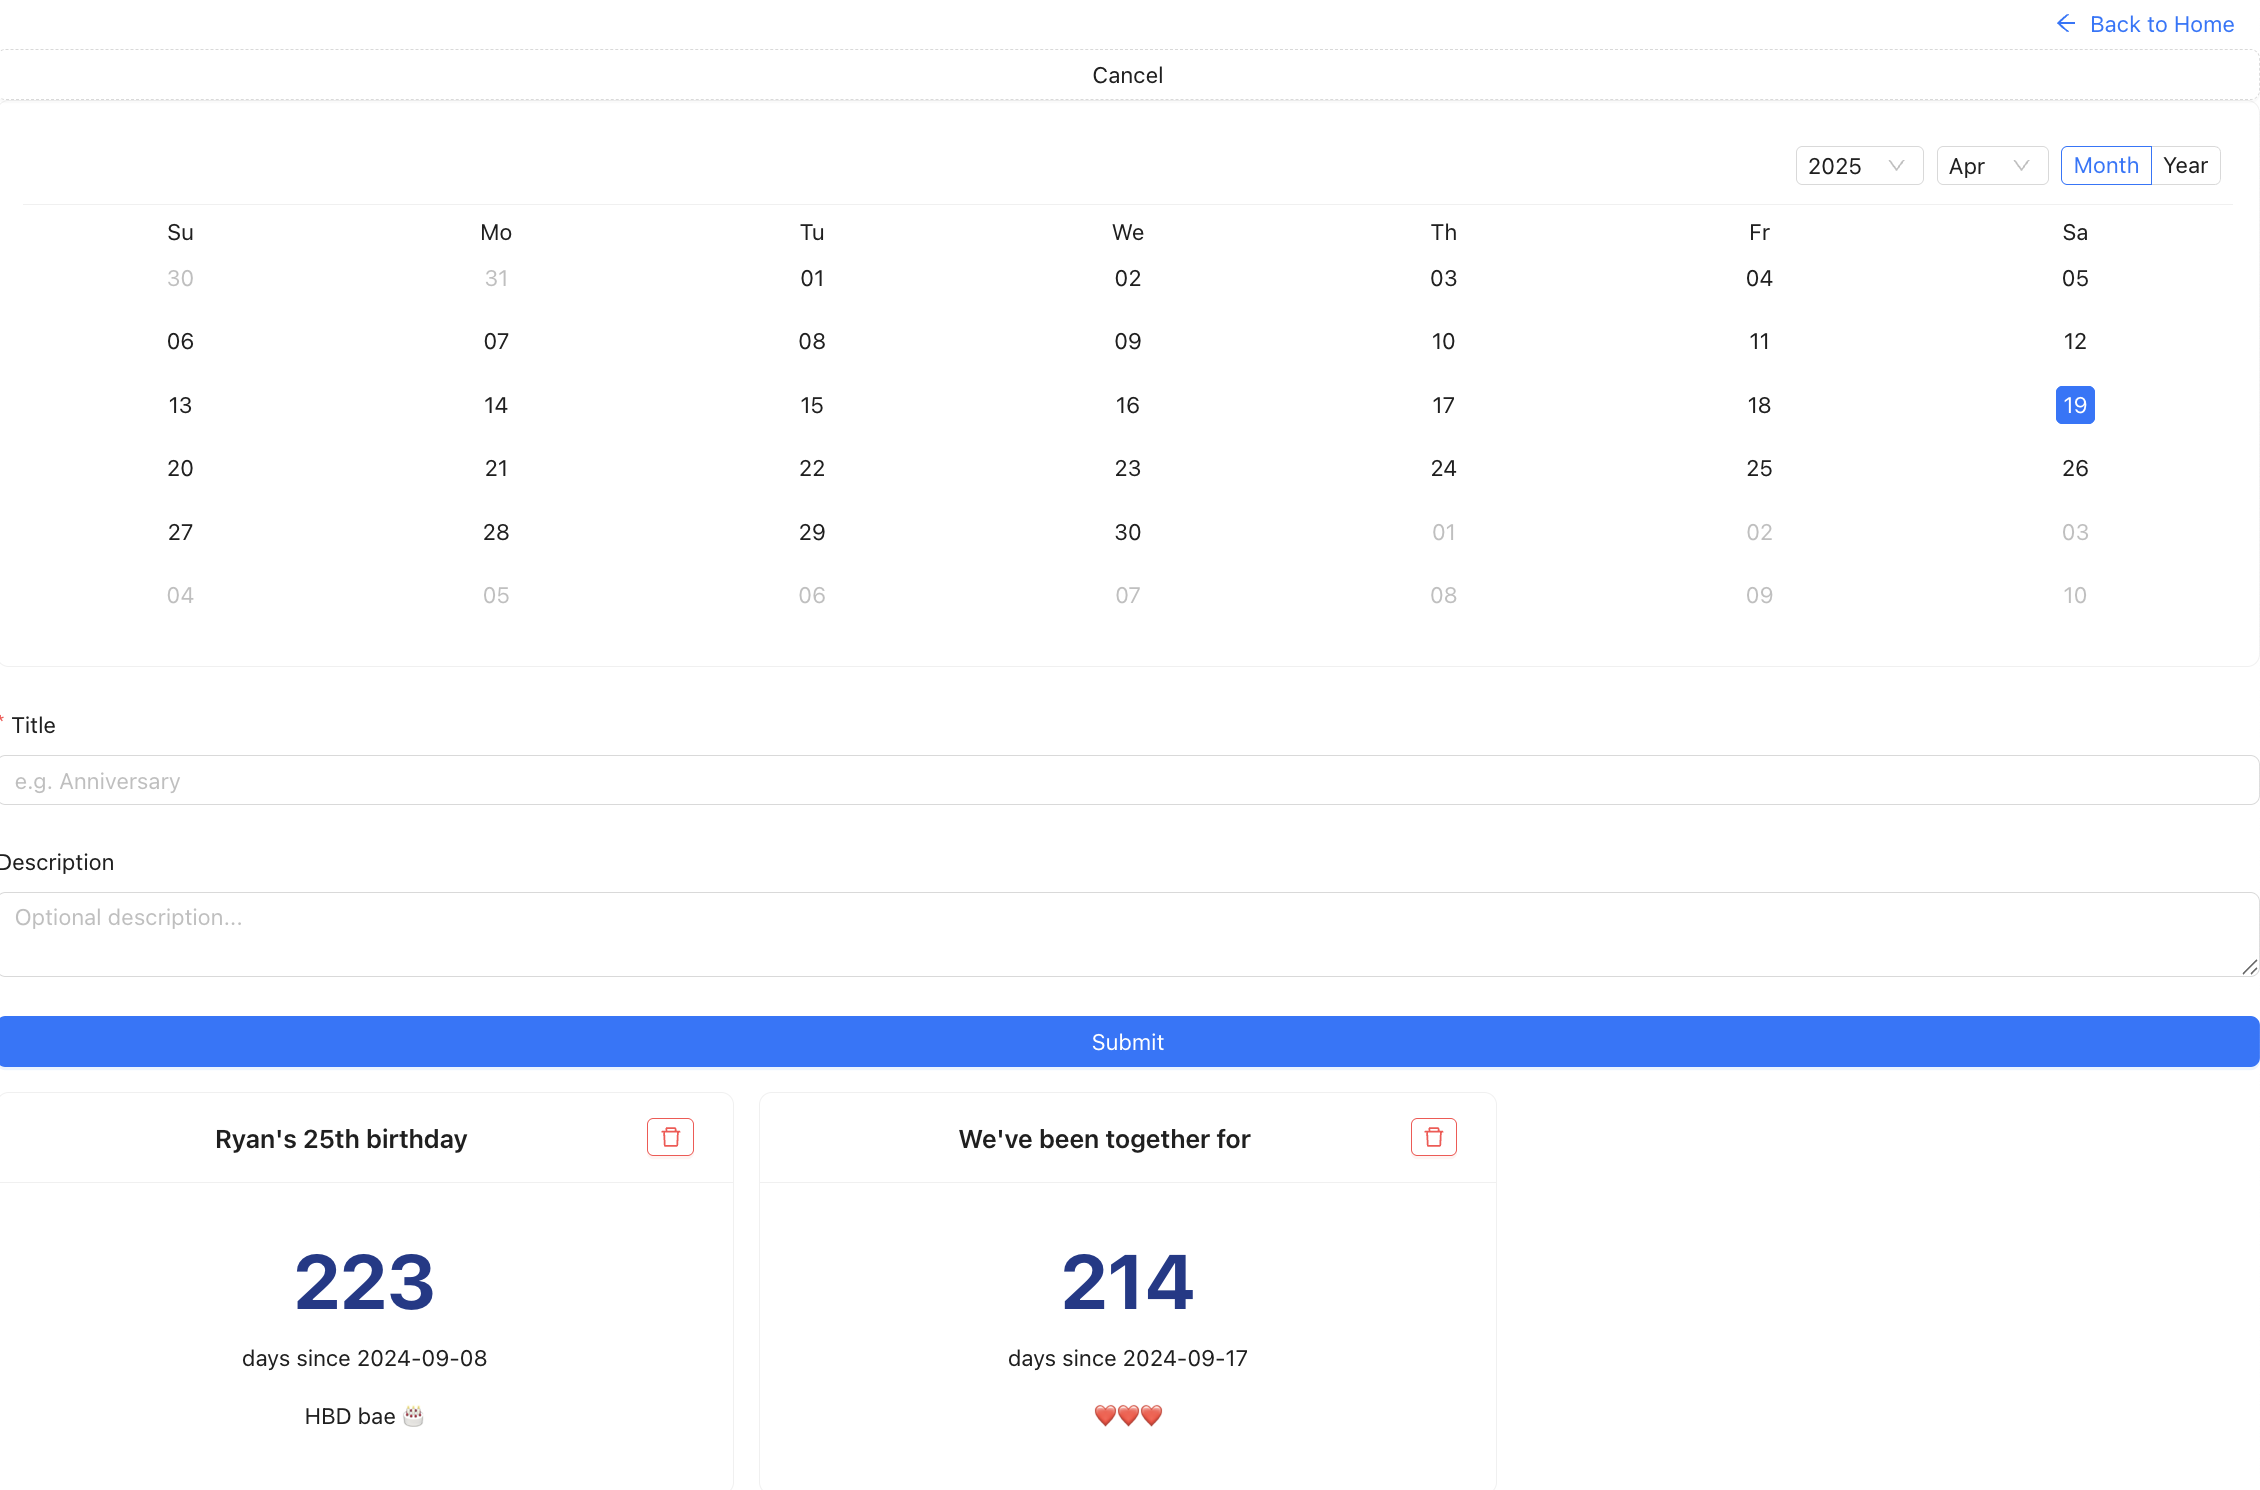 ← Back to Home
Cancel
2025 Apr Month Year
Su Mo Tu We Th Fr Sa
30 31 01 02 03 04 05
06 07 08 09 10 11 12
13 14 15 16 17 18 19
20 21 22 23 24 25 26
27 28 29 30 01 02 03
04 05 06 07 08 09 10
* Title
e.g. Anniversary
Description
Optional description...
Submit
Ryan's 25th birthday
223
days since 2024-09-08
HBD bae 🎂
We've been together for
214
days since 2024-09-17
❤️❤️❤️